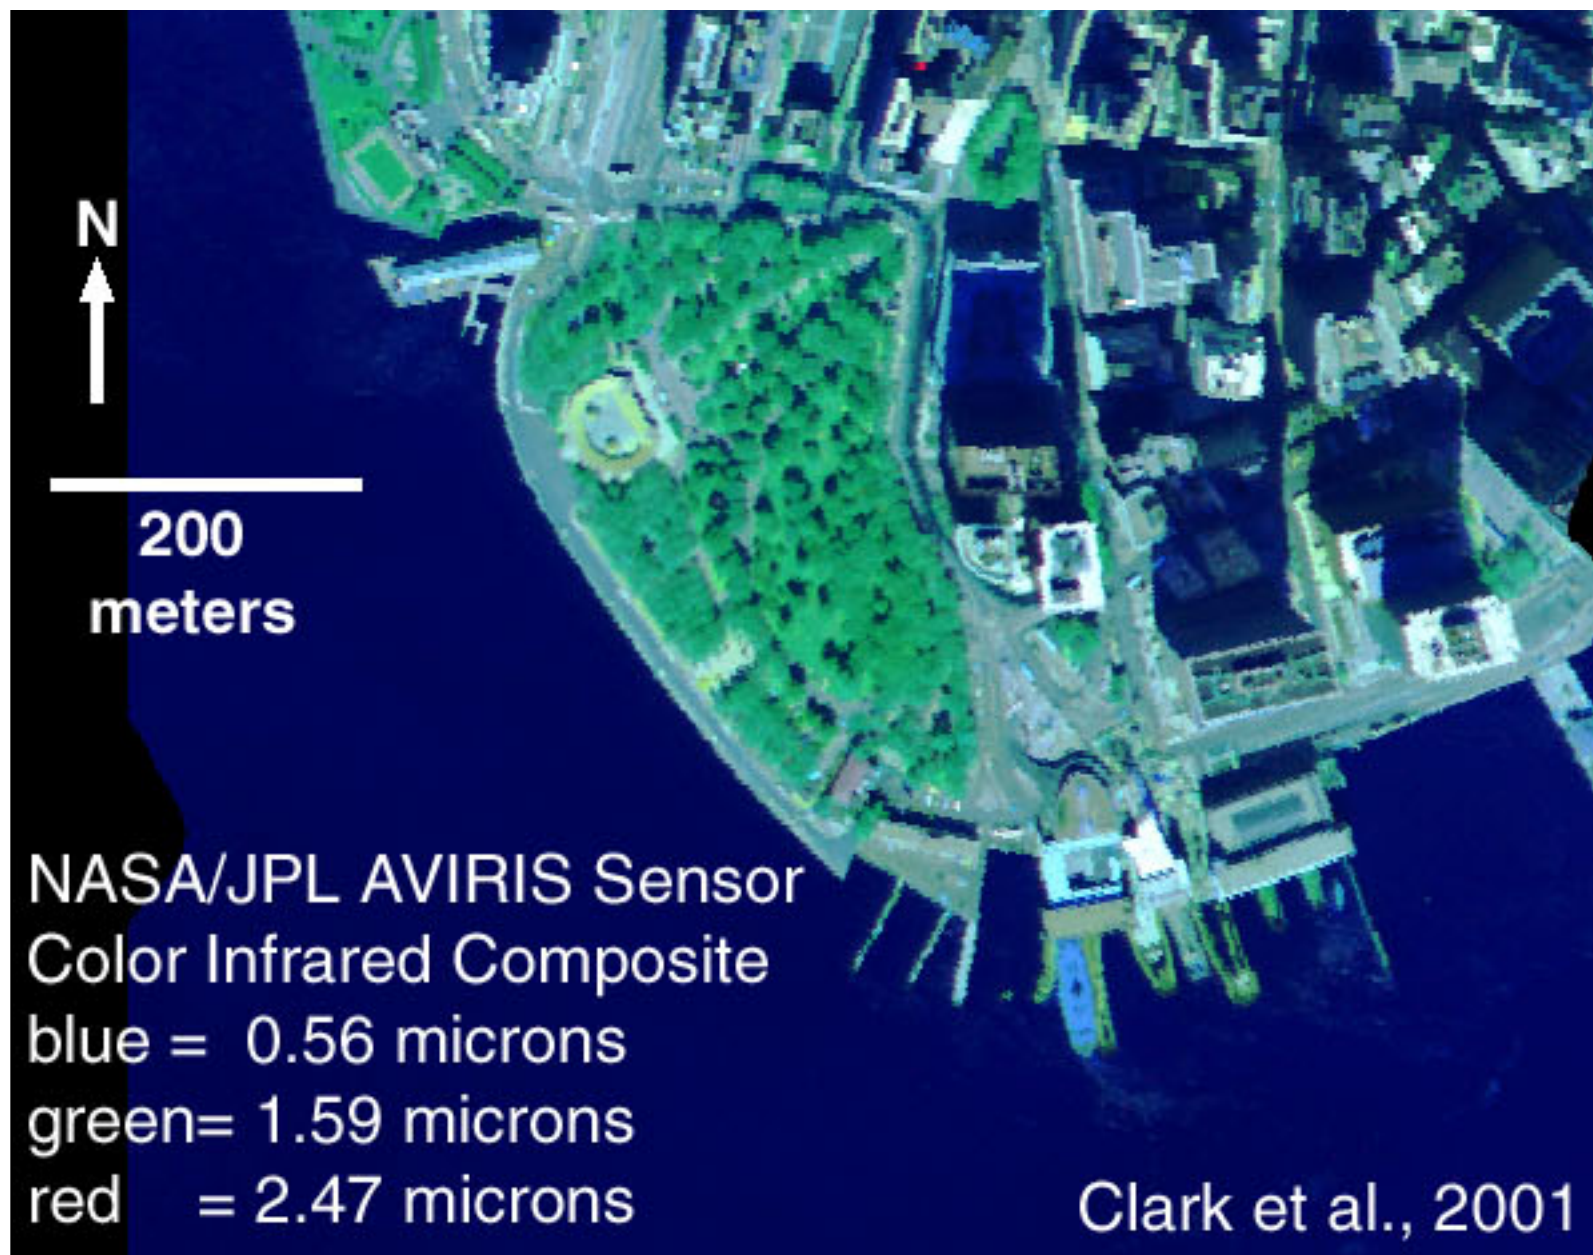 N
200
meters
NASA/JPL AVIRIS Sensor
Color Infrared Composite
blue = 0.56 microns
green= 1.59 microns
red = 2.47 microns
Clark et al., 2001